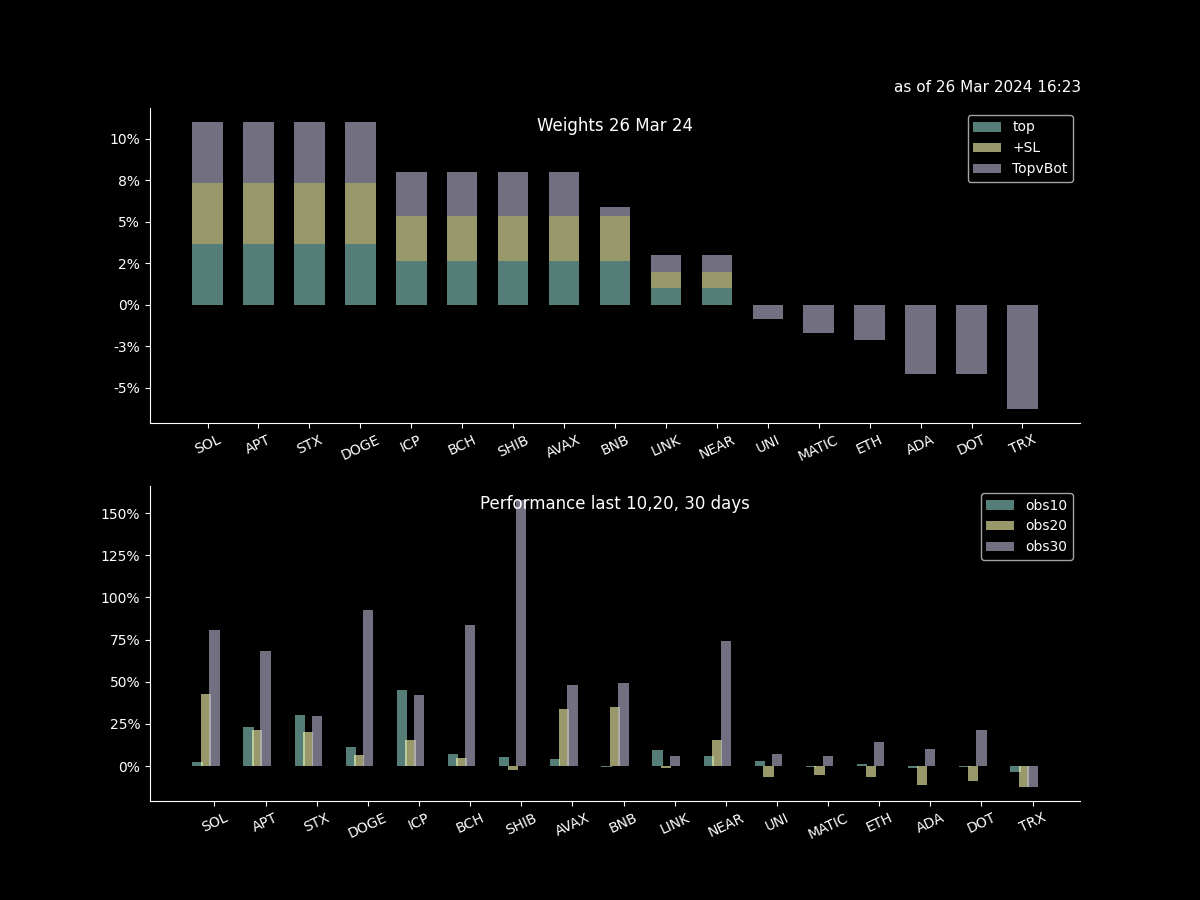 as of 26 Mar 2024 16:23
Weights 26 Mar 24
top
+SL
TopvBot
10%
8%
5%
2%
0%
-3%
-5%
SOL APT STX DOGE ICP BCH SHIB AVAX BNB LINK NEAR UNI MATIC ETH ADA DOT TRX
Performance last 10,20, 30 days
obs10
obs20
obs30
150%
125%
100%
75%
50%
25%
0%
SOL APT STX DOGE ICP BCH SHIB AVAX BNB LINK NEAR UNI MATIC ETH ADA DOT TRX